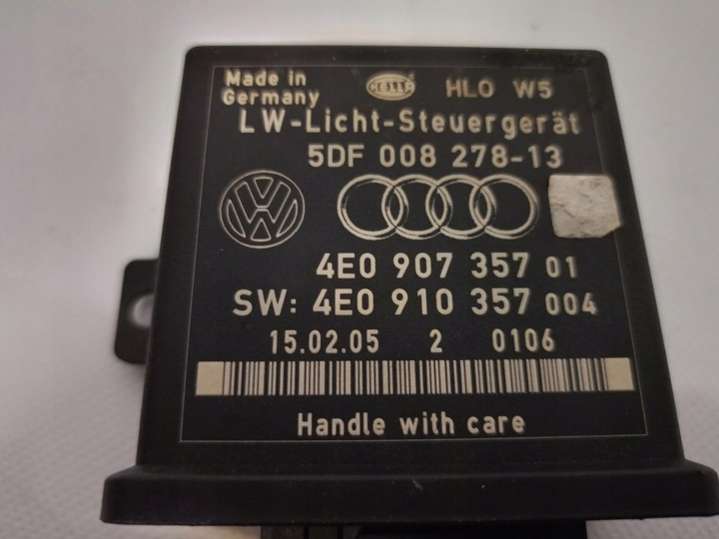 Made in
Germany
HELLA HLO W5
LW-Licht-Steuergerät
5DF 008 278-13
4E0 907 357 01
SW: 4E0 910 357 004
15.02.05 2 0106
Handle with care